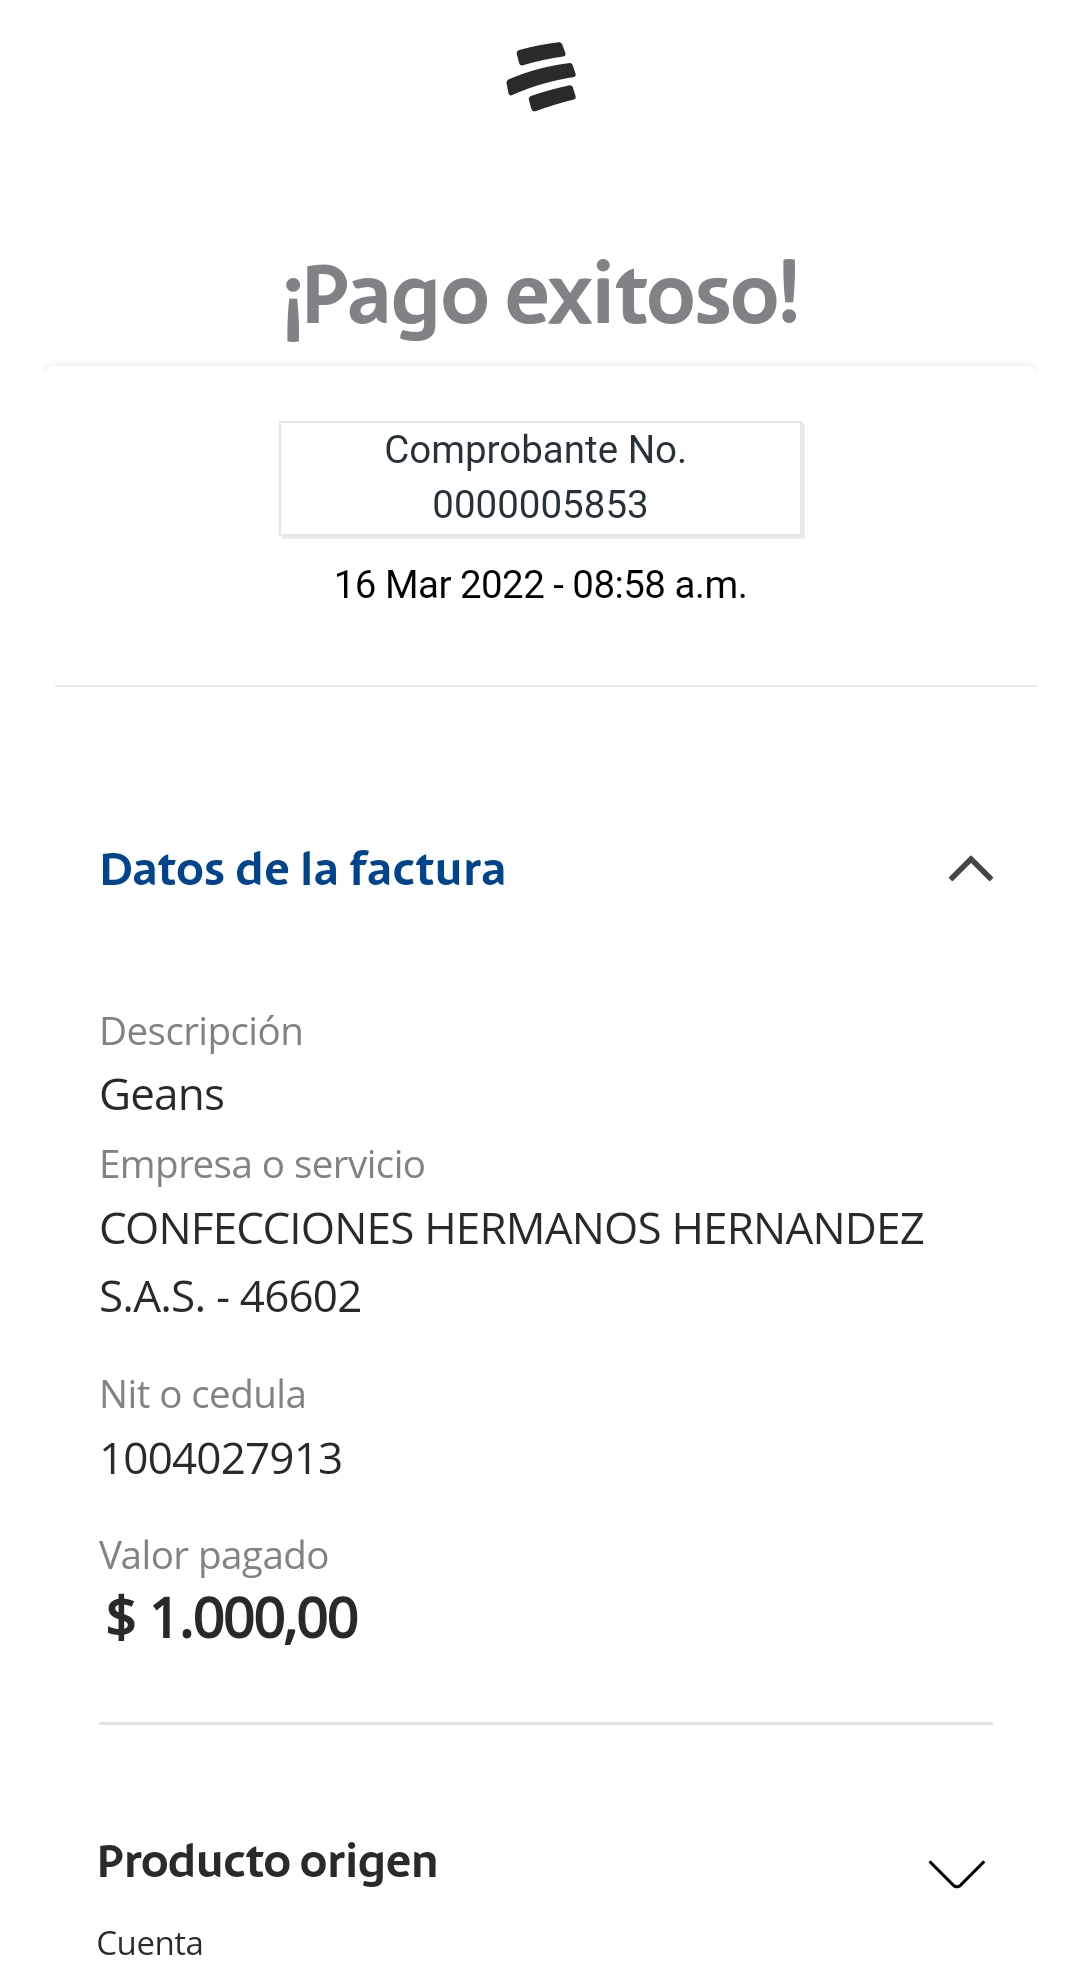 ¡Pago exitoso!
Comprobante No.
0000005853
16 Mar 2022 - 08:58 a.m.
Datos de la factura
Descripción
Geans
Empresa o servicio
CONFECCIONES HERMANOS HERNANDEZ
S.A.S. - 46602
Nit o cedula
1004027913
Valor pagado
$ 1.000,00
Producto origen
Cuenta